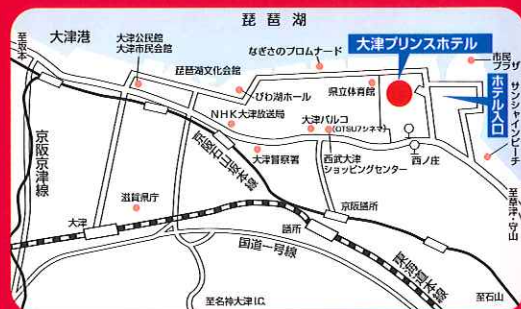 琵琶湖
至坂本
大津港
大津公民館
大津市民会館
琵琶湖文化会館
なぎさのプロムナード
びわ湖ホール
県立体育館
大津プリンスホテル
市民プラザ
ホテル入口
サンシャインビーチ
NHK大津放送局
大津パルコ
(OTSU7シネマ)
西武大津
ショッピングセンター
西ノ庄
大津警察署
京阪京津線
京阪石山坂本線
滋賀県庁
大津
膳所
京阪膳所
国道一号線
東海道本線
至草津・守山
至名神大津I.C.
至石山